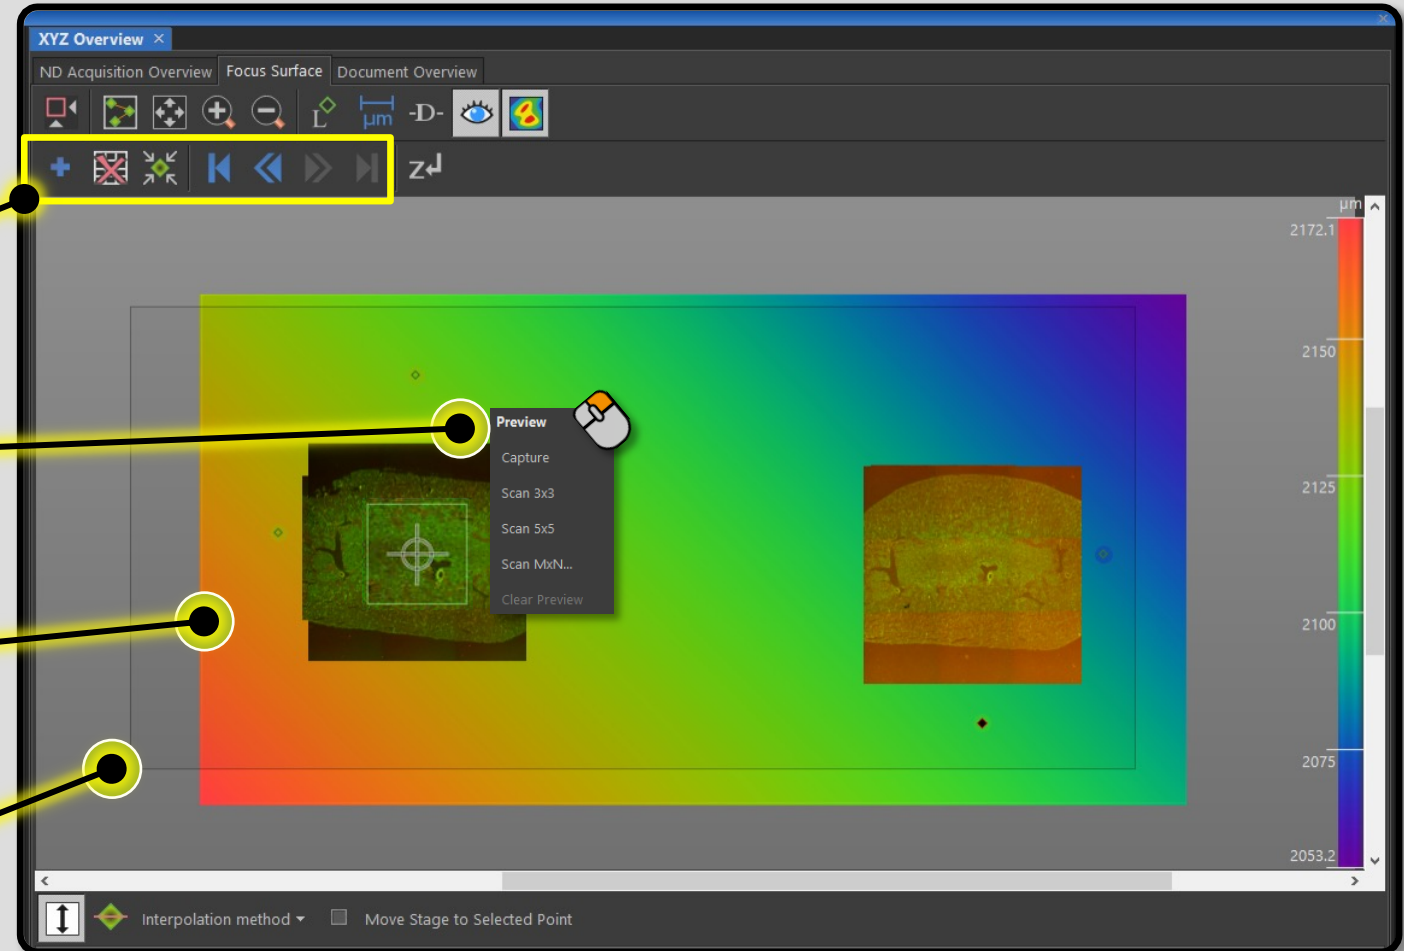 XYZ Overview
ND Acquisition Overview Focus Surface Document Overview
L µm -D-
Z
µm
2172.1
2150
2125
2100
2075
2053.2
Preview
Capture
Scan 3x3
Scan 5x5
Scan MxN...
Clear Preview
Interpolation method Move Stage to Selected Point